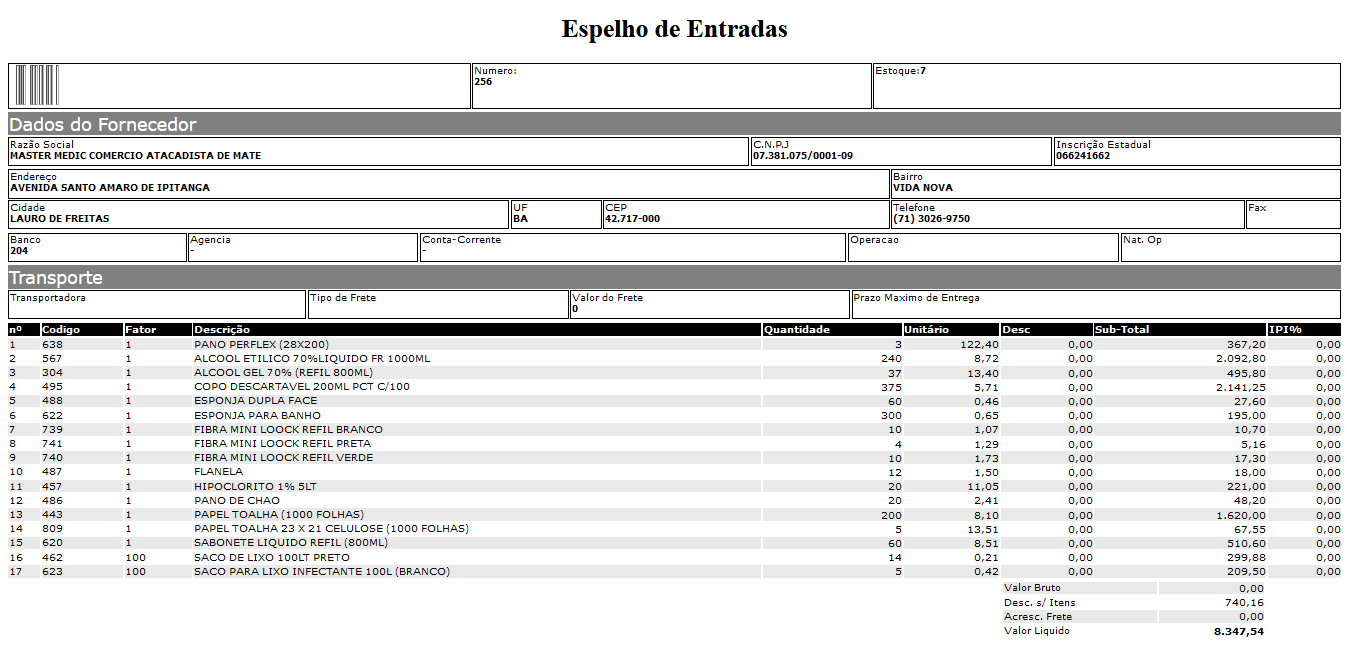 Espelho de Entradas
Numero: Estoque:7
256
Dados do Fornecedor
Razão Social C.N.P.J Inscrição Estadual
MASTER MEDIC COMERCIO ATACADISTA DE MATE 07.381.075/0001-09 066241662
Endereço Bairro
AVENIDA SANTO AMARO DE IPITANGA VIDA NOVA
Cidade UF CEP Telefone Fax
LAURO DE FREITAS BA 42.717-000 (71) 3026-9750
Banco Agencia Conta-Corrente Operacao Nat. Op
204 - -
Transporte
Transportadora Tipo de Frete Valor do Frete Prazo Maximo de Entrega
0
nº Codigo Fator Descrição Quantidade Unitário Desc Sub-Total IPI%
1 638 1 PANO PERFLEX (28X200) 3 122,40 0,00 367,20 0,00
2 567 1 ALCOOL ETILICO 70%LIQUIDO FR 1000ML 240 8,72 0,00 2.092,80 0,00
3 304 1 ALCOOL GEL 70% (REFIL 800ML) 37 13,40 0,00 495,80 0,00
4 495 1 COPO DESCARTAVEL 200ML PCT C/100 375 5,71 0,00 2.141,25 0,00
5 488 1 ESPONJA DUPLA FACE 60 0,46 0,00 27,60 0,00
6 622 1 ESPONJA PARA BANHO 300 0,65 0,00 195,00 0,00
7 739 1 FIBRA MINI LOOCK REFIL BRANCO 10 1,07 0,00 10,70 0,00
8 741 1 FIBRA MINI LOOCK REFIL PRETA 4 1,29 0,00 5,16 0,00
9 740 1 FIBRA MINI LOOCK REFIL VERDE 10 1,73 0,00 17,30 0,00
10 487 1 FLANELA 12 1,50 0,00 18,00 0,00
11 457 1 HIPOCLORITO 1% 5LT 20 11,05 0,00 221,00 0,00
12 486 1 PANO DE CHAO 20 2,41 0,00 48,20 0,00
13 443 1 PAPEL TOALHA (1000 FOLHAS) 200 8,10 0,00 1.620,00 0,00
14 809 1 PAPEL TOALHA 23 X 21 CELULOSE (1000 FOLHAS) 5 13,51 0,00 67,55 0,00
15 620 1 SABONETE LIQUIDO REFIL (800ML) 60 8,51 0,00 510,60 0,00
16 462 100 SACO DE LIXO 100LT PRETO 14 0,21 0,00 299,88 0,00
17 623 100 SACO PARA LIXO INFECTANTE 100L (BRANCO) 5 0,42 0,00 209,50 0,00
Valor Bruto 0,00
Desc. s/ Itens 740,16
Acresc. Frete 0,00
Valor Liquido 8.347,54